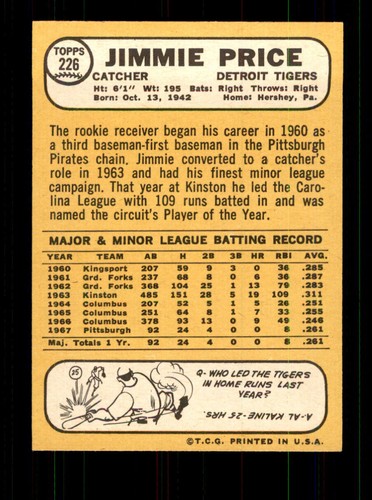 TOPPS
226
JIMMIE PRICE
CATCHER DETROIT TIGERS
Ht: 6'1" Wt: 195 Bats: Right Throws: Right
Born: Oct. 13, 1942 Home: Hershey, Pa.
The rookie receiver began his career in 1960 as
a third baseman-first baseman in the Pittsburgh
Pirates chain. Jimmie converted to a catcher's
role in 1963 and had his finest minor league
campaign. That year at Kinston he led the Caro-
lina League with 109 runs batted in and was
named the circuit's Player of the Year.
MAJOR & MINOR LEAGUE BATTING RECORD
YEAR TEAM AB H 2B 3B HR RBI AVG.
1960 Kingsport 207 59 9 3 0 36 .285
1961 Grd. Forks 237 68 8 0 6 36 .287
1962 Grd. Forks 368 104 25 1 13 79 .283
1963 Kinston 485 151 28 5 19 109 .311
1964 Columbus 207 52 5 1 5 26 .251
1965 Columbus 251 64 8 1 7 33 .255
1966 Columbus 378 93 13 0 9 49 .246
1967 Pittsburgh 92 24 4 0 0 8 .261
Maj. Totals 1 Yr. 92 24 4 0 0 8 .261
25
Q-WHO LED THE TIGERS
IN HOME RUNS LAST
YEAR?
A-AL KALINE-25 HRS.
©T.C.G. PRINTED IN U.S.A.